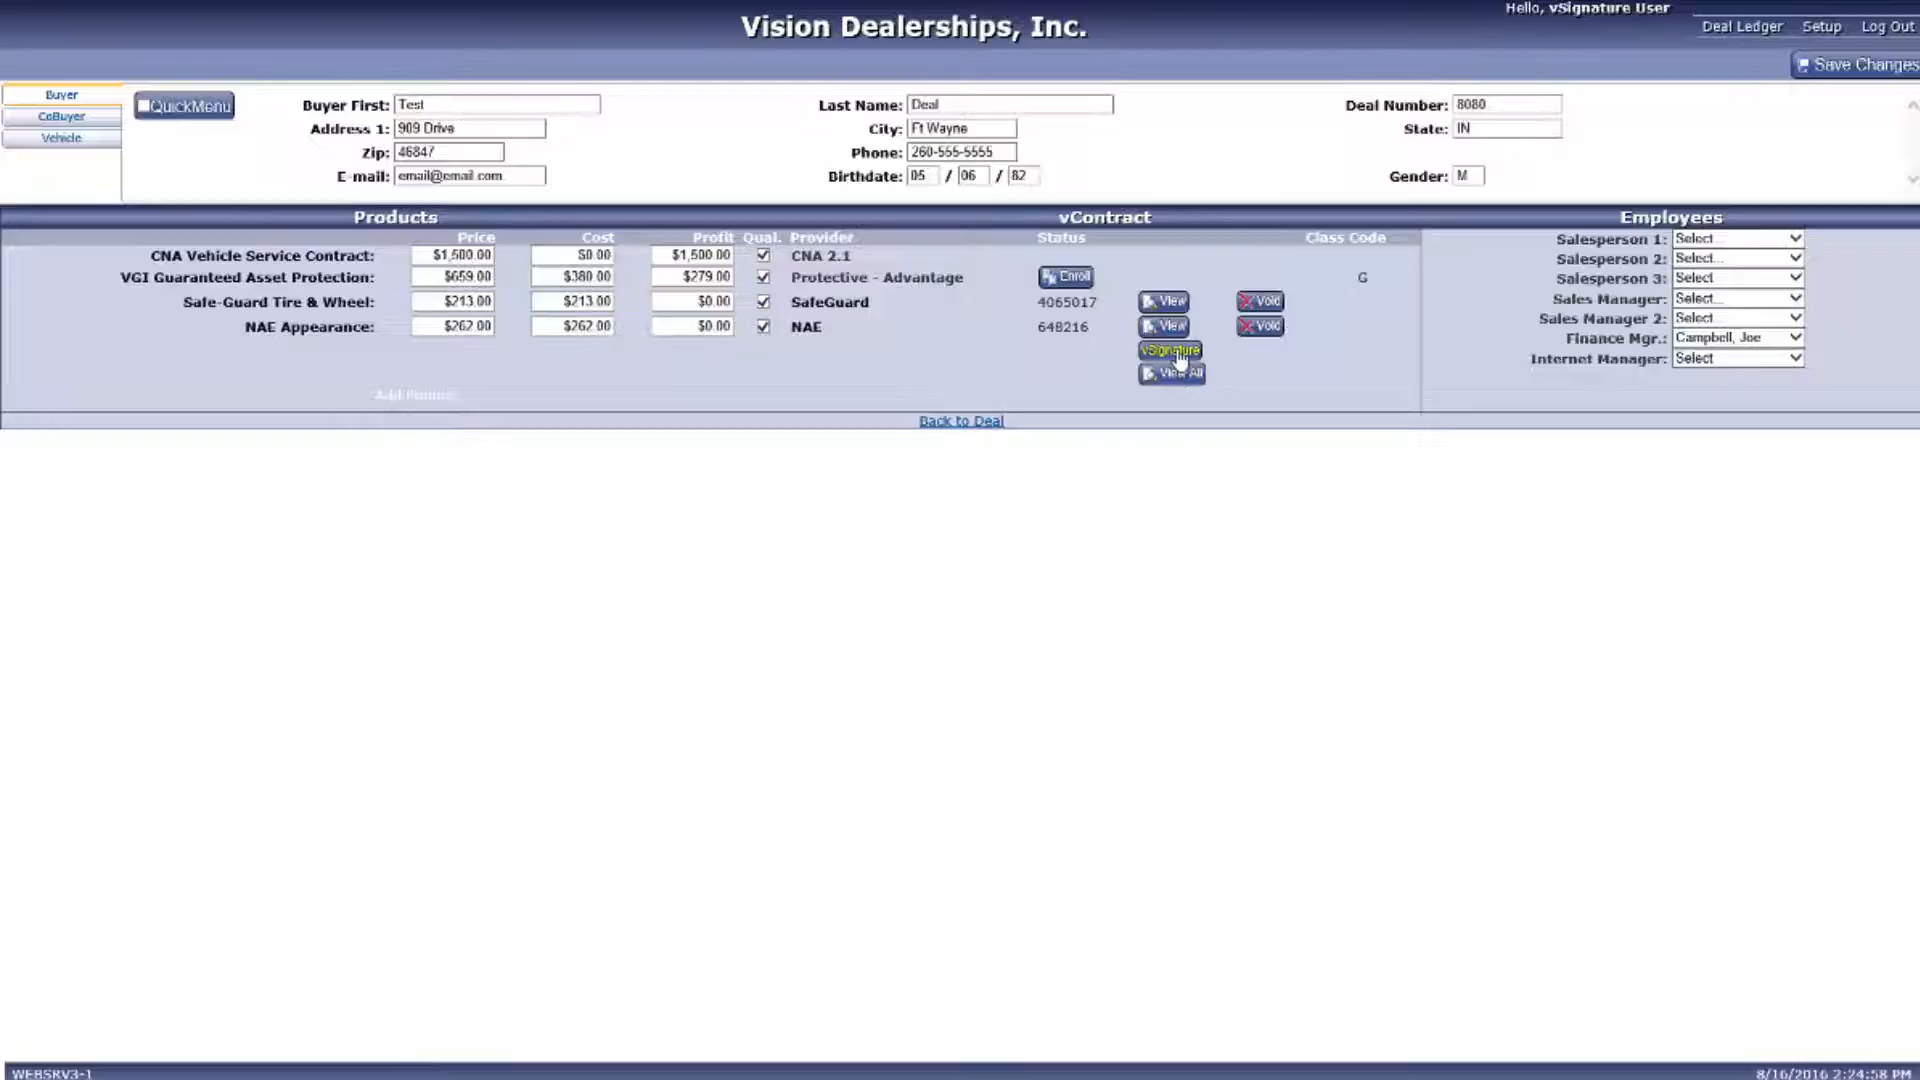 Hello, vSignature User
Vision Dealerships, Inc.
Deal Ledger Setup Log Out
Save Changes
Buyer
CoBuyer
Vehicle
QuickMenu
Buyer First: Test Last Name: Deal Deal Number: 8080
Address 1: 909 Drive City: Ft Wayne State: IN
Zip: 46847 Phone: 260-555-5555
E-mail: email@email.com Birthdate: 05 / 06 / 82 Gender: M
Products vContract Employees
Price Cost Profit Qual. Provider Status Class Code
CNA Vehicle Service Contract: $1,500.00 $0.00 $1,500.00 CNA 2.1
VGI Guaranteed Asset Protection: $659.00 $380.00 $279.00 Protective - Advantage Enroll G
Safe-Guard Tire & Wheel: $213.00 $213.00 $0.00 SafeGuard 4065017 View Void
NAE Appearance: $262.00 $262.00 $0.00 NAE 648216 View Void
vSignature
View All
Salesperson 1: Select...
Salesperson 2: Select...
Salesperson 3: Select
Sales Manager: Select...
Sales Manager 2: Select...
Finance Mgr.: Campbell, Joe
Internet Manager: Select
Back to Deal
WEBSRV3-1
8/16/2016 2:24:58 PM